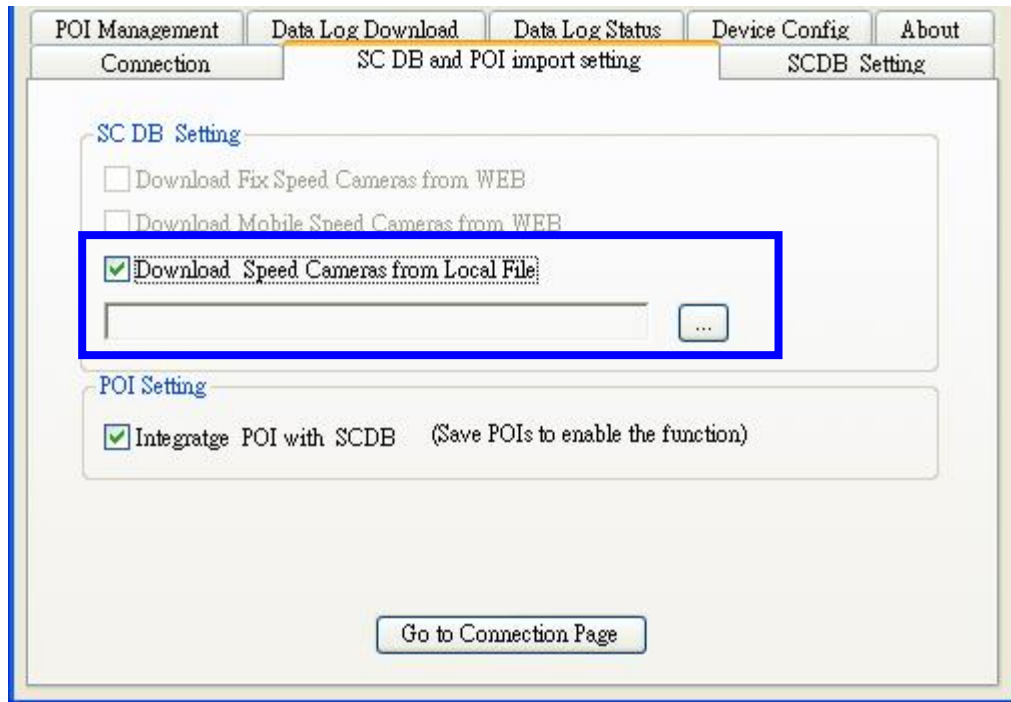 POI Management Data Log Download Data Log Status Device Config About
Connection SC DB and POI import setting SCDB Setting
SC DB Setting
Download Fix Speed Cameras from WEB
Download Mobile Speed Cameras from WEB
Download Speed Cameras from Local File
...
POI Setting
Integratge POI with SCDB (Save POIs to enable the function)
Go to Connection Page